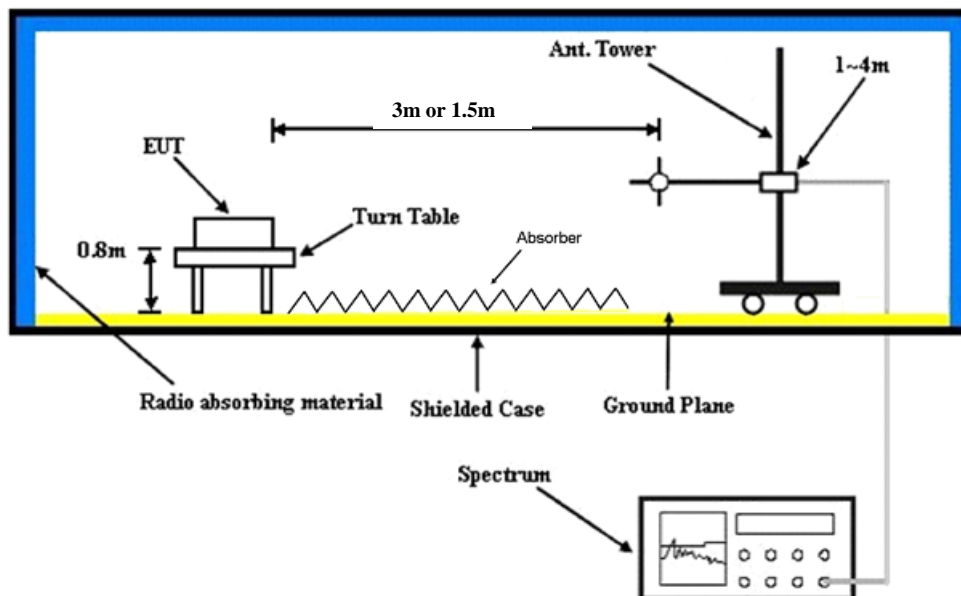 Ant. Tower
1~4m
3m or 1.5m
EUT
Turn Table
0.8m
Absorber
Radio absorbing material
Shielded Case
Ground Plane
Spectrum